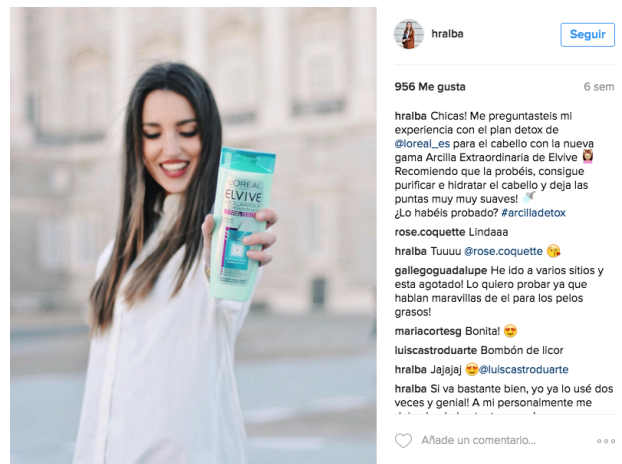 L'ORÉAL
ELVIVE
hralba
Seguir
956 Me gusta
6 sem
hralba Chicas! Me preguntasteis mi
experiencia con el plan detox de
@loreal_es para el cabello con la nueva
gama Arcilla Extraordinaria de Elvive 💆
Recomiendo que la probéis, consigue
purificar e hidratar el cabello y deja las
puntas muy muy suaves! 🚿
¿Lo habéis probado? #arcilladetox
rose.coquette Lindaaa
hralba Tuuuu @rose.coquette 😘
gallegoguadalupe He ido a varios sitios y
esta agotado! Lo quiero probar ya que
hablan maravillas de el para los pelos
grasos!
mariacortesg Bonita! 😍
luiscastroduarte Bombón de licor
hralba Jajajaj 😍@luiscastroduarte
hralba Si va bastante bien, yo ya lo usé dos
veces y genial! A mi personalmente me
Añade un comentario...